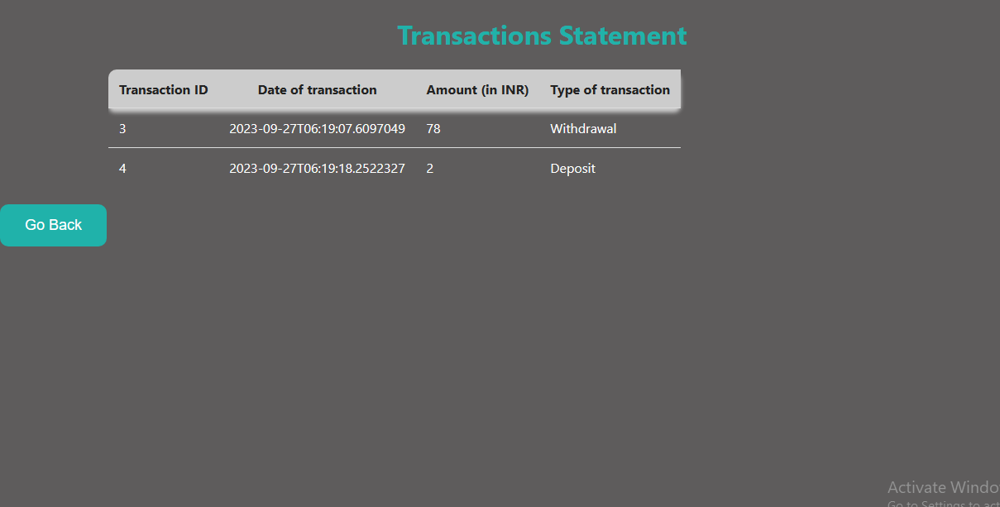 Transactions Statement
Transaction ID Date of transaction Amount (in INR) Type of transaction
3 2023-09-27T06:19:07.6097049 78 Withdrawal
4 2023-09-27T06:19:18.2522327 2 Deposit
Go Back
Activate Windo
Go to Settings to act